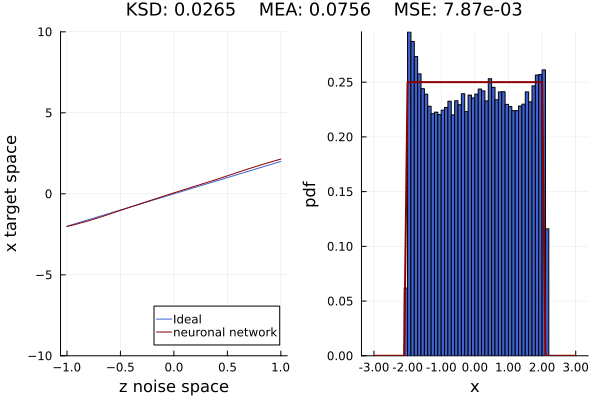 KSD: 0.0265 MEA: 0.0756 MSE: 7.87e-03
x target space
10
5
0
−5
−10
−1.0 −0.5 0.0 0.5 1.0
z noise space
Ideal
neuronal network
pdf
0.25
0.20
0.15
0.10
0.05
0.00
-3.00 -2.00 -1.00 0.00 1.00 2.00 3.00
x